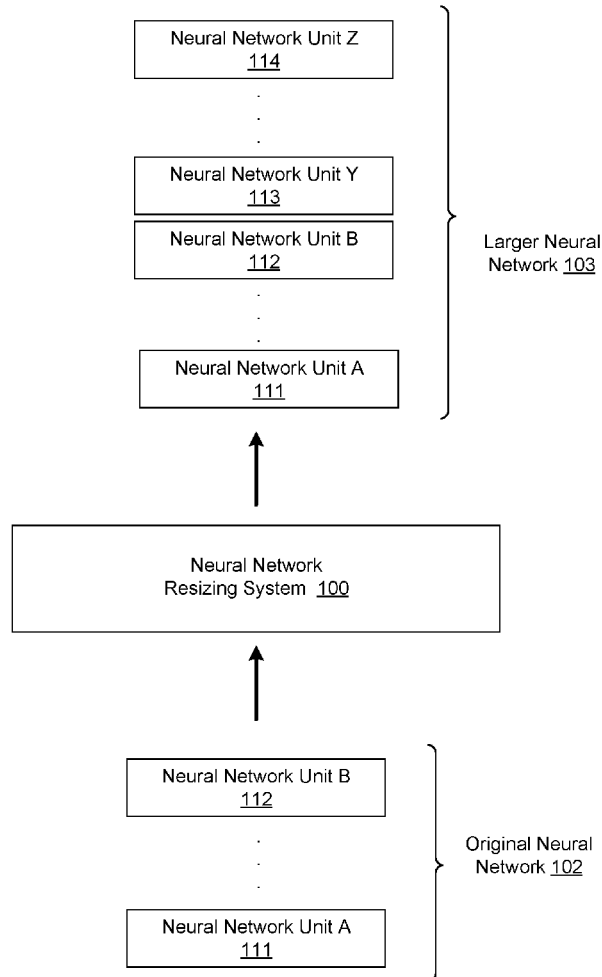 Neural Network Unit Z
114
.
.
.
Neural Network Unit Y
113
Neural Network Unit B
112
.
.
.
Neural Network Unit A
111
Larger Neural
Network 103
Neural Network
Resizing System 100
Neural Network Unit B
112
.
.
.
Neural Network Unit A
111
Original Neural
Network 102